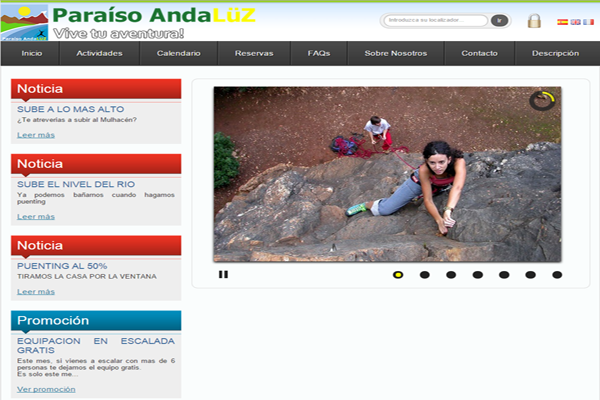 Paraíso AndaLüZ
Vive tu aventura!
Paraíso AndaLüZ
Introduzca su localizador...
Ir
Inicio
Actividades
Calendario
Reservas
FAQs
Sobre Nosotros
Contacto
Descripción
Noticia
SUBE A LO MAS ALTO
¿Te atreverías a subir al Mulhacén?
Leer más
Noticia
SUBE EL NIVEL DEL RIO
Ya podemos bañarnos cuando hagamos
puenting
Leer más
Noticia
PUENTING AL 50%
TIRAMOS LA CASA POR LA VENTANA
Leer más
Promoción
EQUIPACION EN ESCALADA
GRATIS
Este mes, si vienes a escalar con mas de 6
personas te dejamos el equipo gratis.
Es solo este me...
Ver promoción